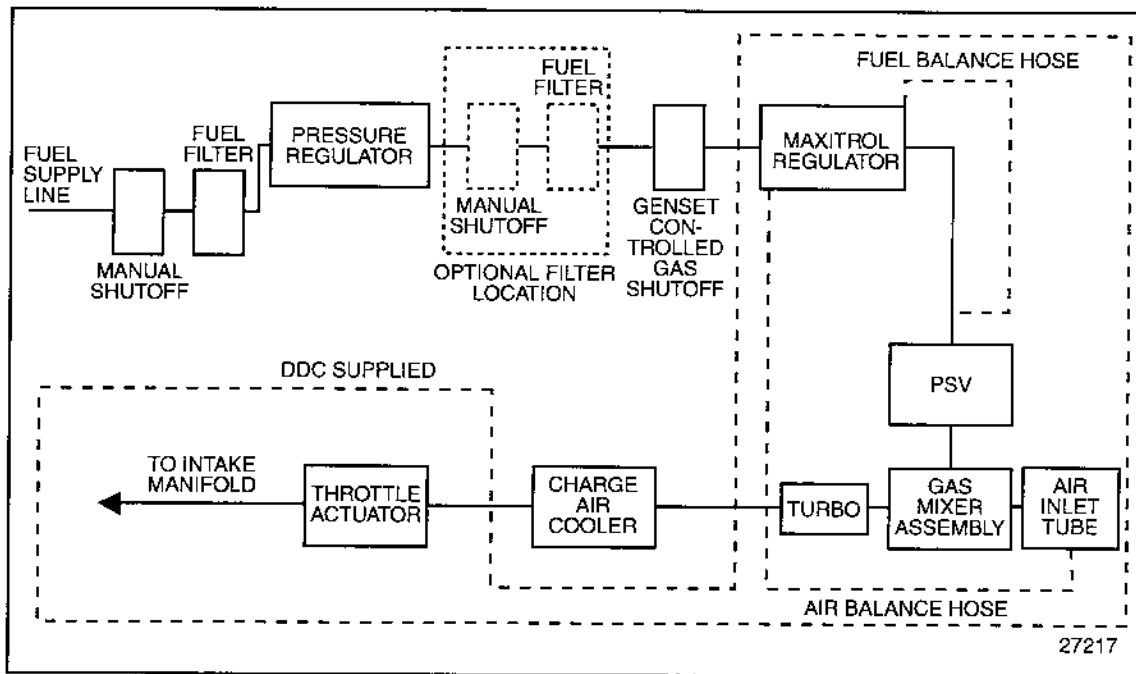 FUEL BALANCE HOSE
FUEL
FILTER
FUEL
FILTER
PRESSURE
REGULATOR
MAXITROL
REGULATOR
FUEL
SUPPLY
LINE
MANUAL
SHUTOFF
MANUAL
SHUTOFF
OPTIONAL FILTER
LOCATION
GENSET
CON-
TROLLED
GAS
SHUTOFF
DDC SUPPLIED
PSV
TO INTAKE
MANIFOLD
THROTTLE
ACTUATOR
CHARGE
AIR
COOLER
TURBO
GAS
MIXER
ASSEMBLY
AIR
INLET
TUBE
AIR BALANCE HOSE
27217